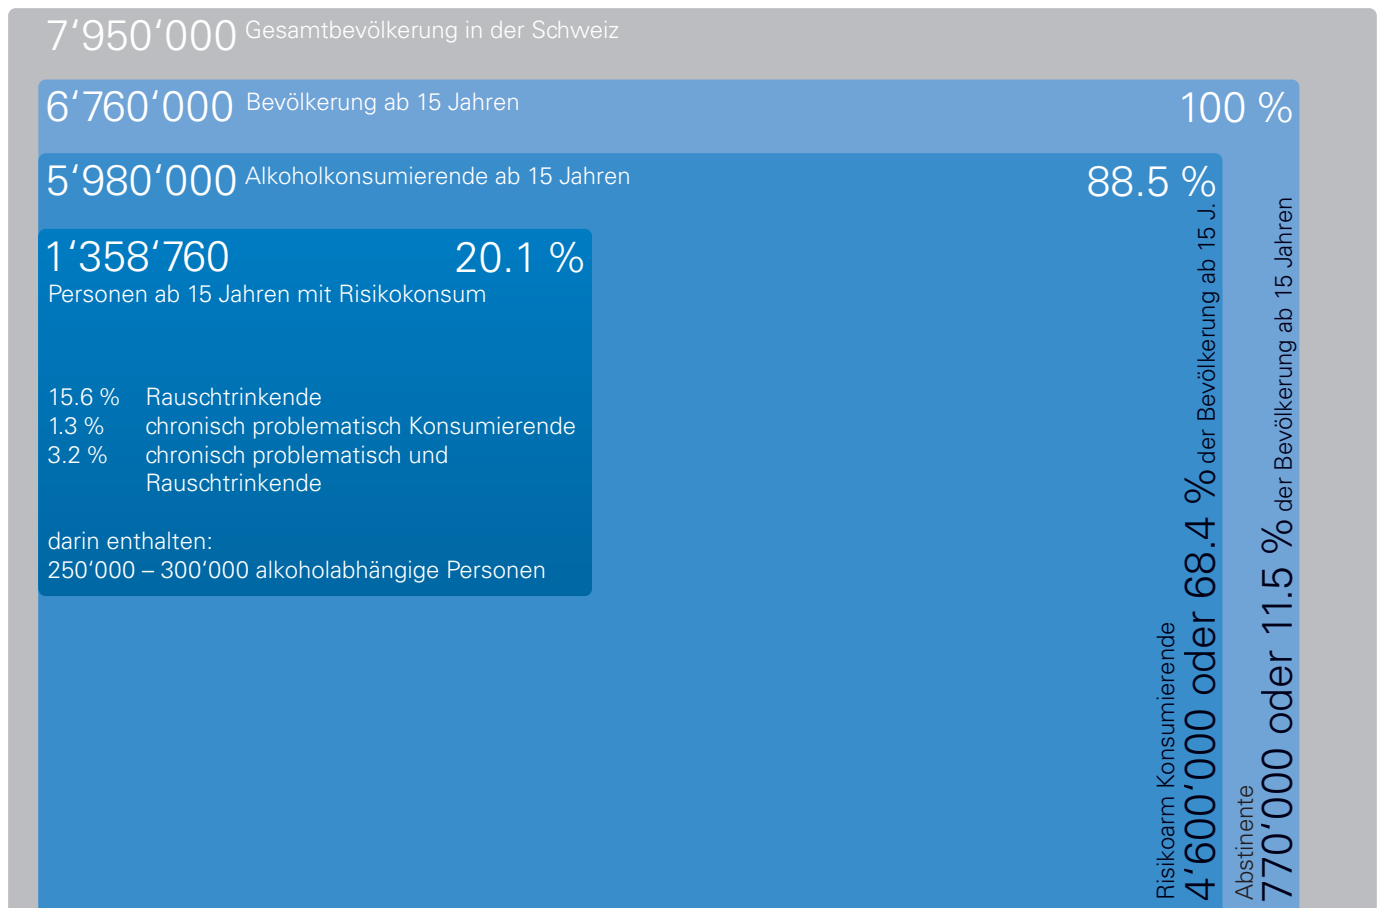 7‘950‘000 Gesamtbevölkerung in der Schweiz
6‘760‘000 Bevölkerung ab 15 Jahren 100 %
5‘980‘000 Alkoholkonsumierende ab 15 Jahren 88.5 %
1‘358‘760 20.1 %
Personen ab 15 Jahren mit Risikokonsum
15.6 % Rauschtrinkende
1.3 % chronisch problematisch Konsumierende
3.2 % chronisch problematisch und
Rauschtrinkende
darin enthalten:
250‘000 – 300‘000 alkoholabhängige Personen
Risikoarm Konsumierende
4‘600‘000 oder 68.4 % der Bevölkerung ab 15 J.
Abstinente
770‘000 oder 11.5 % der Bevölkerung ab 15 Jahren